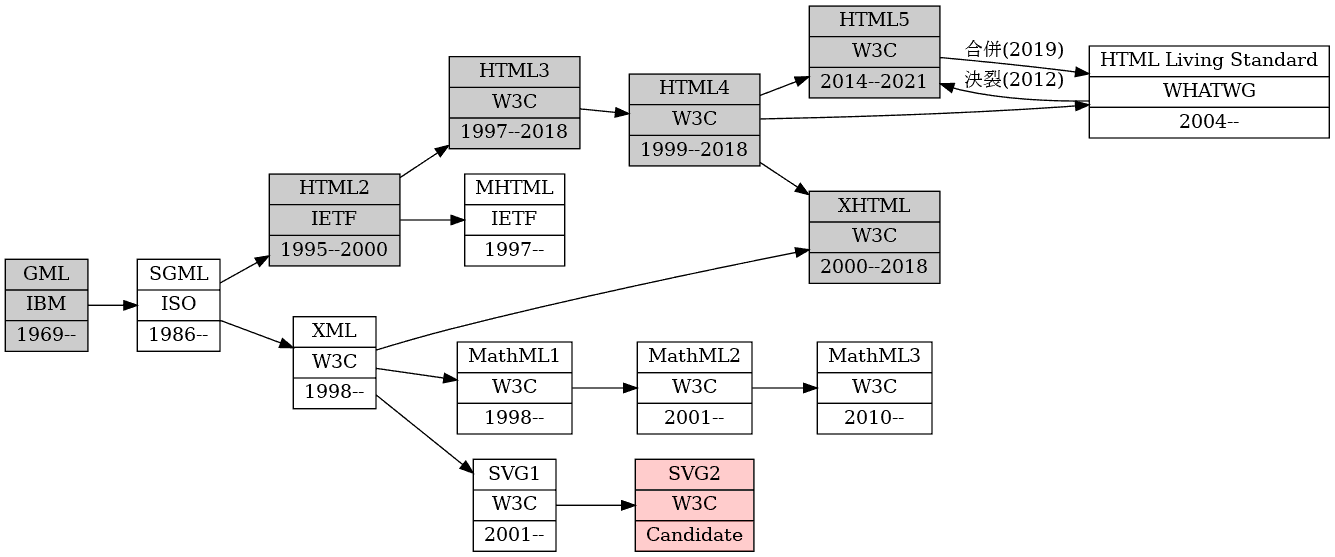 GML
IBM
1969--
SGML
ISO
1986--
HTML2
IETF
1995--2000
XML
W3C
1998--
HTML3
W3C
1997--2018
MHTML
IETF
1997--
MathML1
W3C
1998--
SVG1
W3C
2001--
HTML4
W3C
1999--2018
MathML2
W3C
2001--
SVG2
W3C
Candidate
HTML5
W3C
2014--2021
XHTML
W3C
2000--2018
MathML3
W3C
2010--
合併(2019)
決裂(2012)
HTML Living Standard
WHATWG
2004--